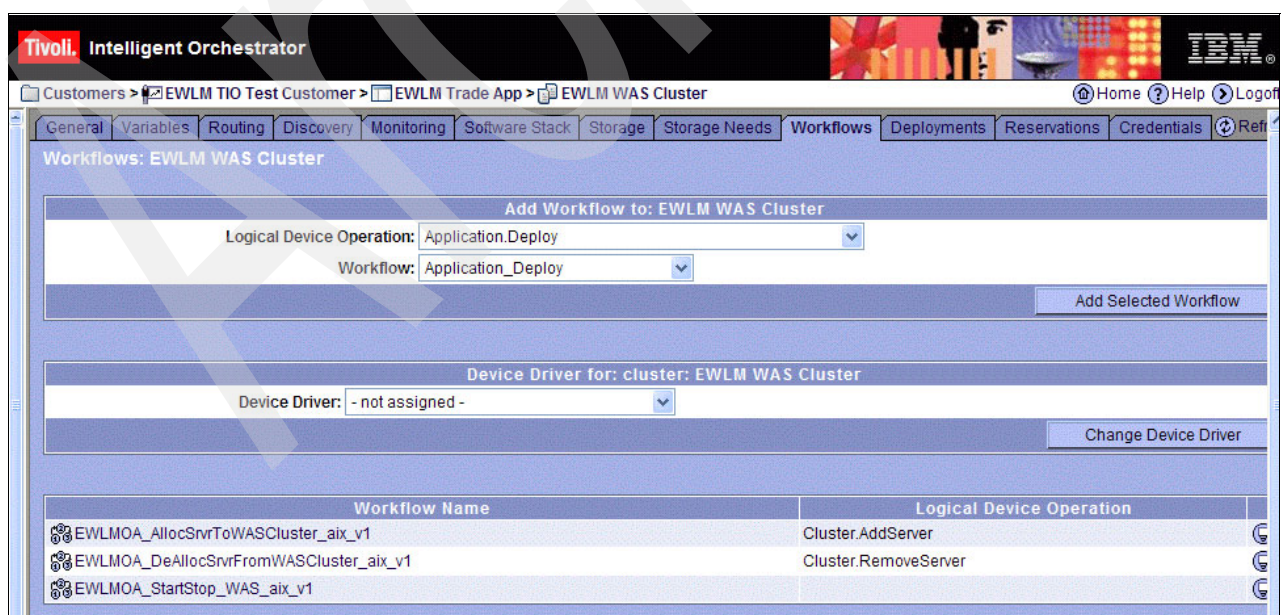 Tivoli. Intelligent Orchestrator
IBM®
Customers > EWLM TIO Test Customer > EWLM Trade App > EWLM WAS Cluster Home Help Logoff
General Variables Routing Discovery Monitoring Software Stack Storage Storage Needs Workflows Deployments Reservations Credentials Refr
Workflows: EWLM WAS Cluster
Add Workflow to: EWLM WAS Cluster
Logical Device Operation: Application.Deploy
Workflow: Application_Deploy
Add Selected Workflow
Device Driver for: cluster: EWLM WAS Cluster
Device Driver: - not assigned -
Change Device Driver
Workflow Name Logical Device Operation
EWLMOA_AllocSrvrToWASCluster_aix_v1 Cluster.AddServer
EWLMOA_DeAllocSrvrFromWASCluster_aix_v1 Cluster.RemoveServer
EWLMOA_StartStop_WAS_aix_v1